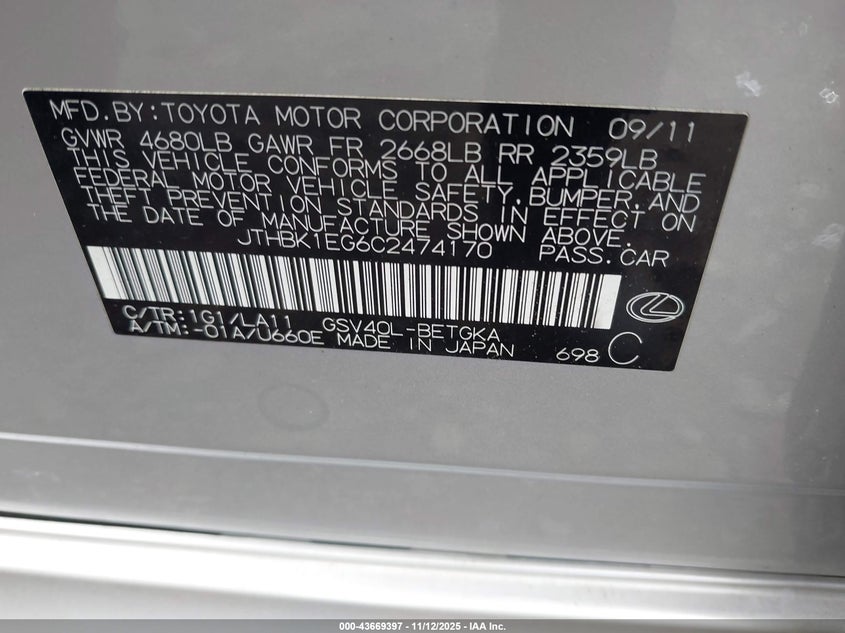 MFD.BY:TOYOTA MOTOR CORPORATION 09/11
GVWR 4680LB GAWR FR 2668LB RR 2359LB
THIS VEHICLE CONFORMS TO ALL APPLICABLE
FEDERAL MOTOR VEHICLE SAFETY,BUMPER,AND
THEFT PREVENTION STANDARDS IN EFFECT ON
THE DATE OF MANUFACTURE SHOWN ABOVE.
JTHBK1EG6C2474170 PASS.CAR
C/TR:1G1/LA11 GSV40L-BETGKA
A/TM:-01A/U660E MADE IN JAPAN 698 C
000-43669397 - 11/12/2025 - IAA Inc.